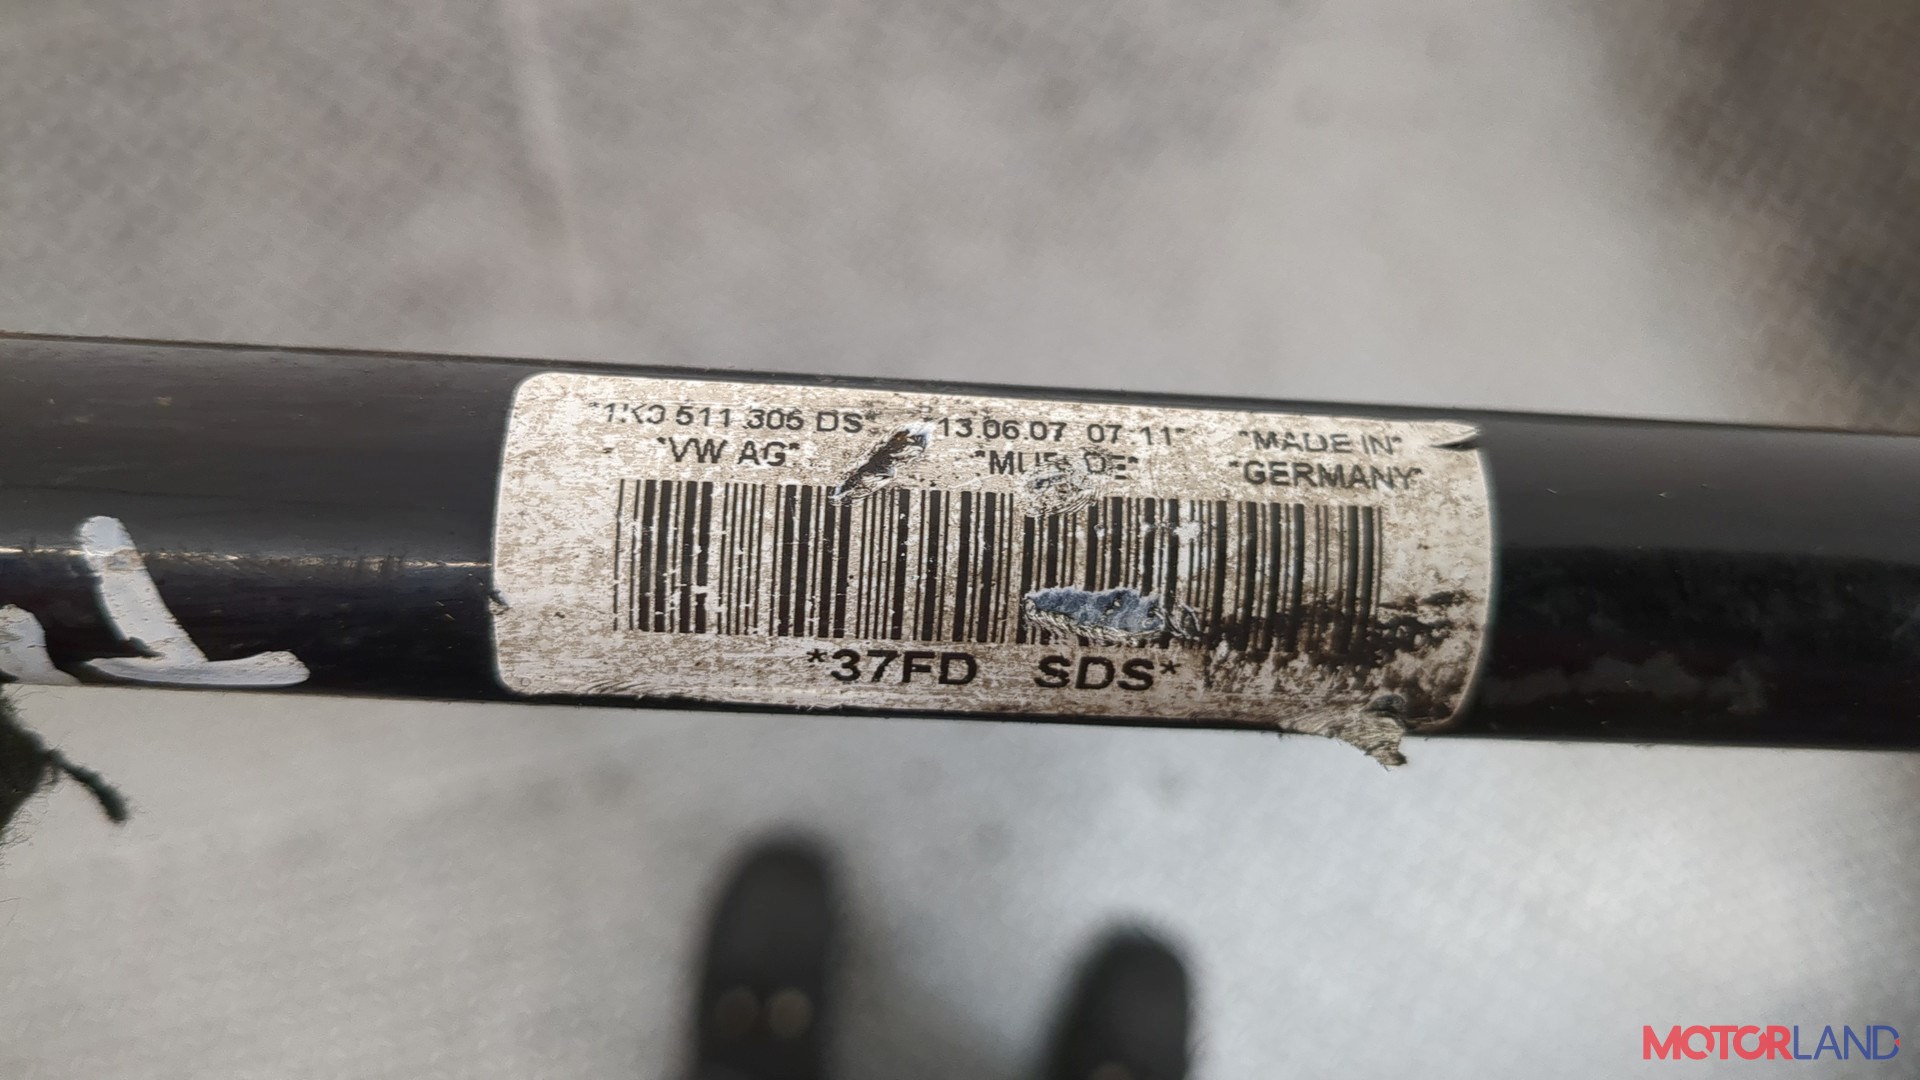 *1K0 511 305 DS* *13.06.07 07:11* *MADE IN*
*VW AG* *GERMANY*
*37FD SDS*
MOTORLAND